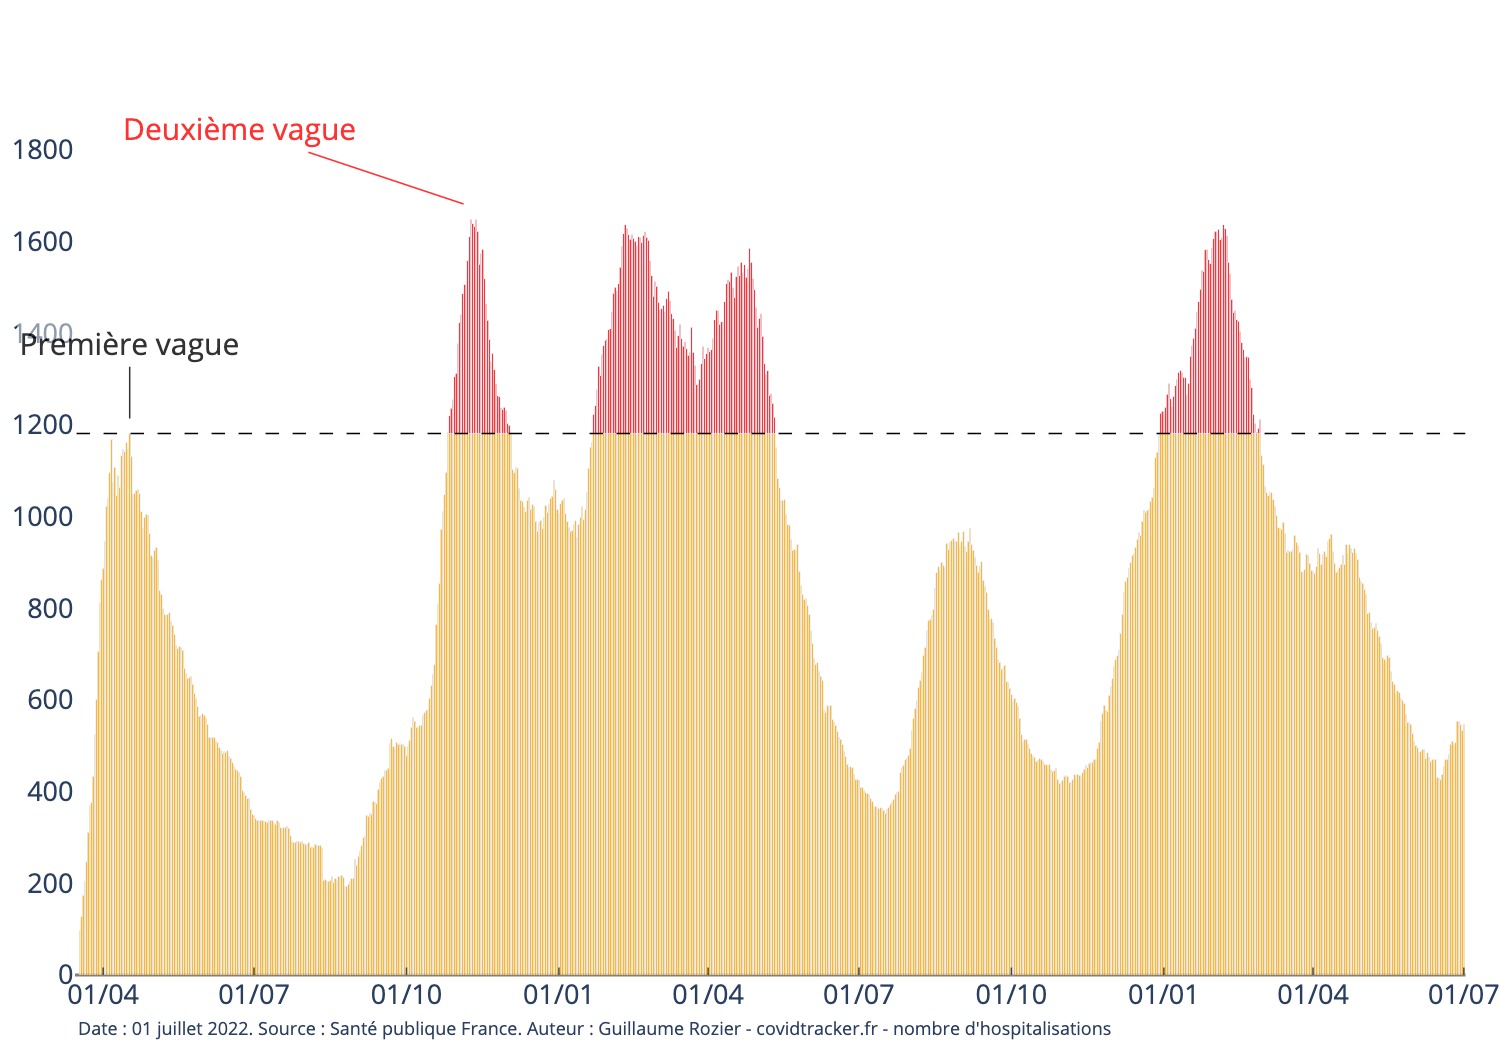 Deuxième vague
1800
1600
1400
Première vague
1200
1000
800
600
400
200
0
01/04 01/07 01/10 01/01 01/04 01/07 01/10 01/01 01/04 01/07
Date : 01 juillet 2022. Source : Santé publique France. Auteur : Guillaume Rozier - covidtracker.fr - nombre d'hospitalisations